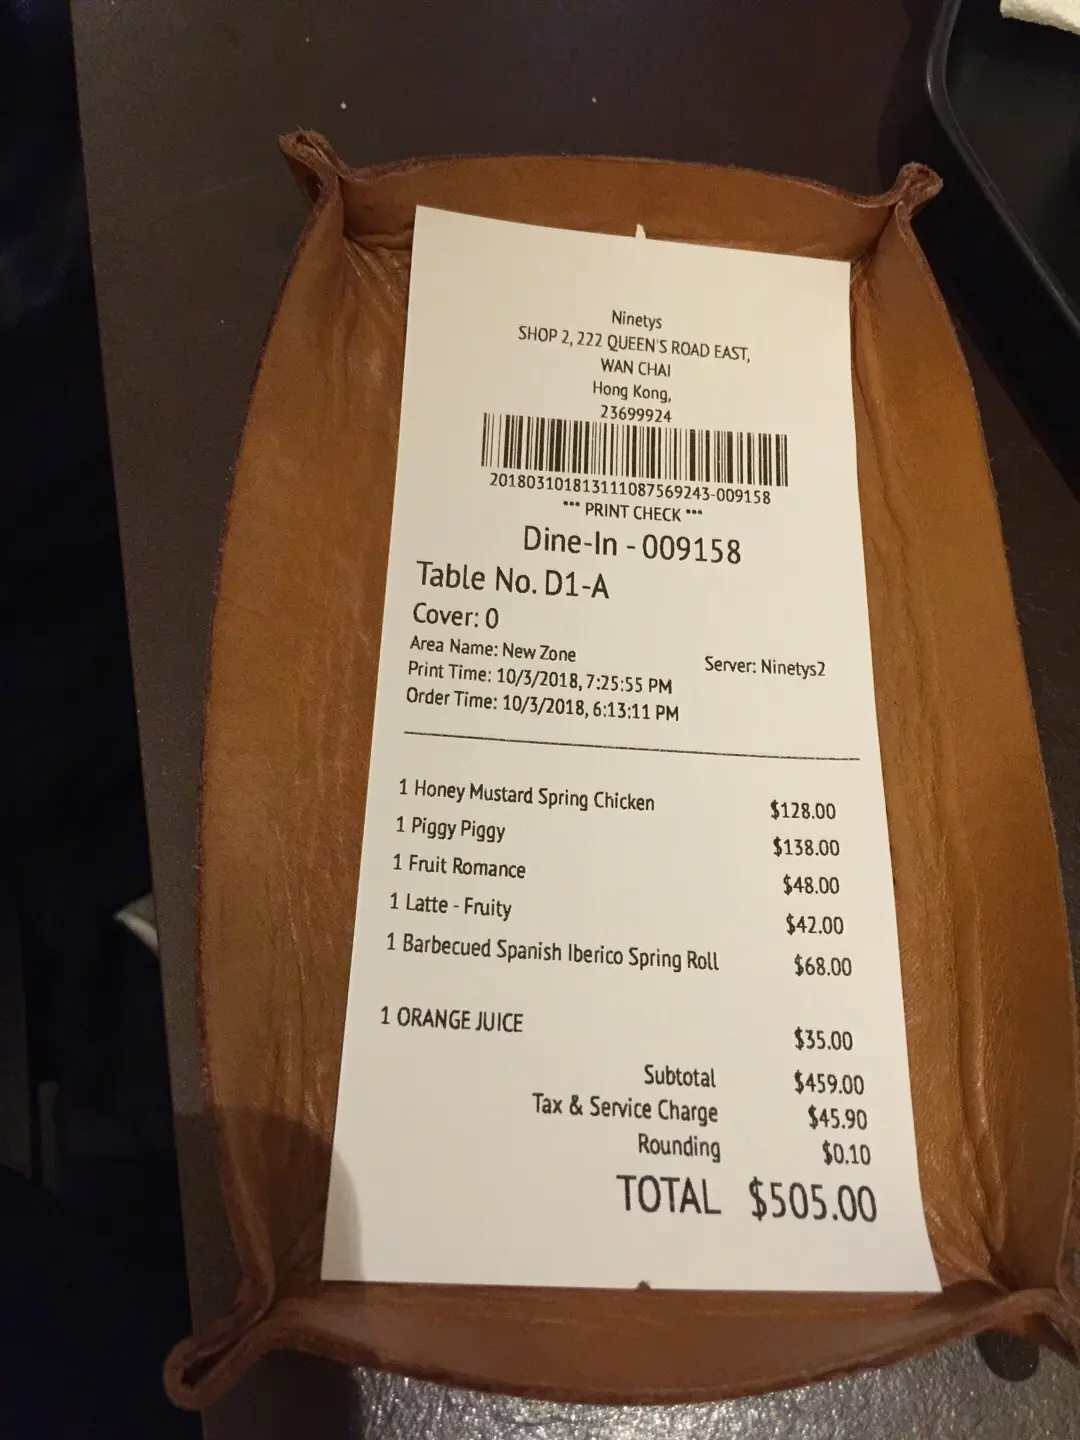 Ninetys
SHOP 2, 222 QUEEN'S ROAD EAST,
WAN CHAI
Hong Kong,
23699924
201803101813111087569243-009158
*** PRINT CHECK ***
Dine-In - 009158
Table No. D1-A
Cover: 0
Area Name: New Zone Server: Ninetys2
Print Time: 10/3/2018, 7:25:55 PM
Order Time: 10/3/2018, 6:13:11 PM
1 Honey Mustard Spring Chicken $128.00
1 Piggy Piggy $138.00
1 Fruit Romance $48.00
1 Latte - Fruity $42.00
1 Barbecued Spanish Iberico Spring Roll $68.00
1 ORANGE JUICE $35.00
Subtotal $459.00
Tax & Service Charge $45.90
Rounding $0.10
TOTAL $505.00